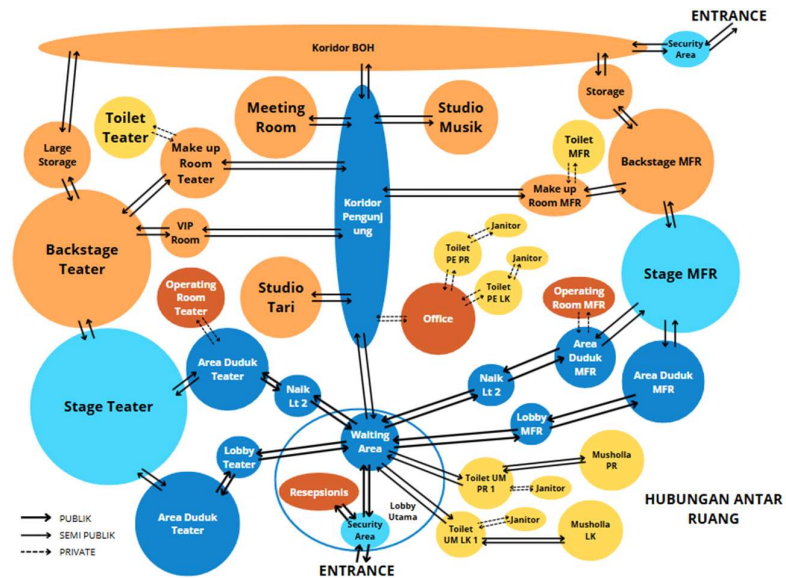 ENTRANCE
Koridor BOH
Security
Area
Storage
Meeting
Room
Studio
Musik
Toilet
Teater
Toilet
MFR
Large
Storage
Make up
Room
Teater
Backstage MFR
Make up
Room MFR
Koridor
Pengunj
ung
VIP
Room
Backstage
Teater
Janitor
Toilet
PE PR
Janitor
Toilet
PE LK
Stage MFR
Operating
Room
Teater
Studio
Tari
Office
Operating
Room MFR
Area Duduk
Teater
Area
Duduk
MFR
Area Duduk
MFR
Naik
Lt 2
Naik
Lt 2
Stage Teater
Lobby
MFR
Waiting
Area
Lobby
Teater
Musholla
PR
Toilet UM
PR 1
Janitor
Resepsionis
Lobby
Utama
HUBUNGAN ANTAR
RUANG
Area Duduk
Teater
Security
Area
Janitor
Toilet
UM LK 1
Musholla
LK
PUBLIK
SEMI PUBLIK
PRIVATE
ENTRANCE